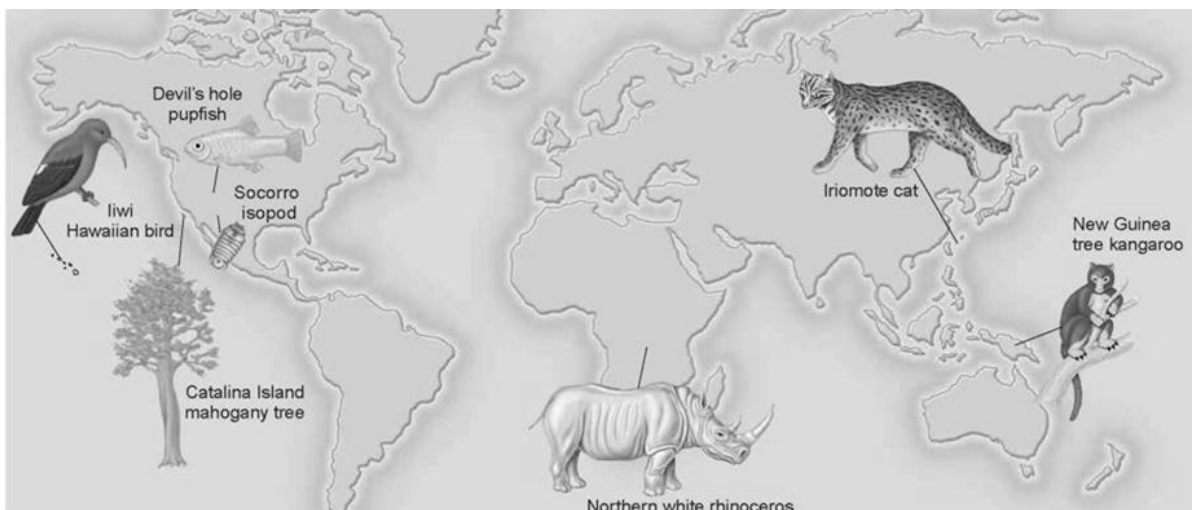 Devil's hole
pupfish
Iiwi
Hawaiian bird
Socorro
isopod
Catalina Island
mahogany tree
Northern white rhinoceros
Iriomote cat
New Guinea
tree kangaroo